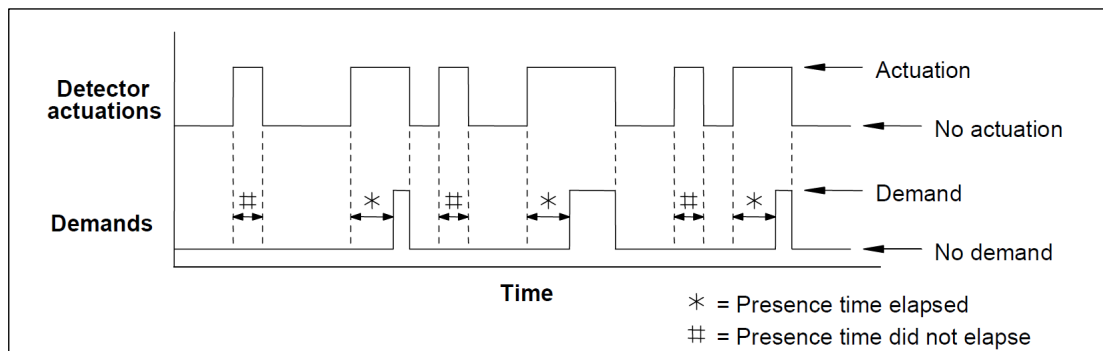 Detector
actuations
Actuation
No actuation
# * # * # *
Demands
Demand
No demand
Time
* = Presence time elapsed
# = Presence time did not elapse